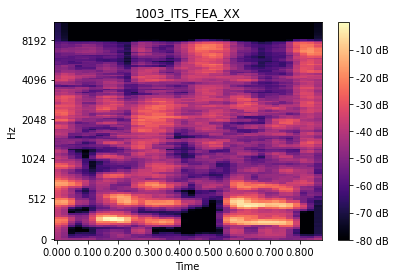 1003_ITS_FEA_XX
8192
4096
2048
1024
512
0
Hz
0.000 0.100 0.200 0.300 0.400 0.500 0.600 0.700 0.800
Time
-10 dB
-20 dB
-30 dB
-40 dB
-50 dB
-60 dB
-70 dB
-80 dB